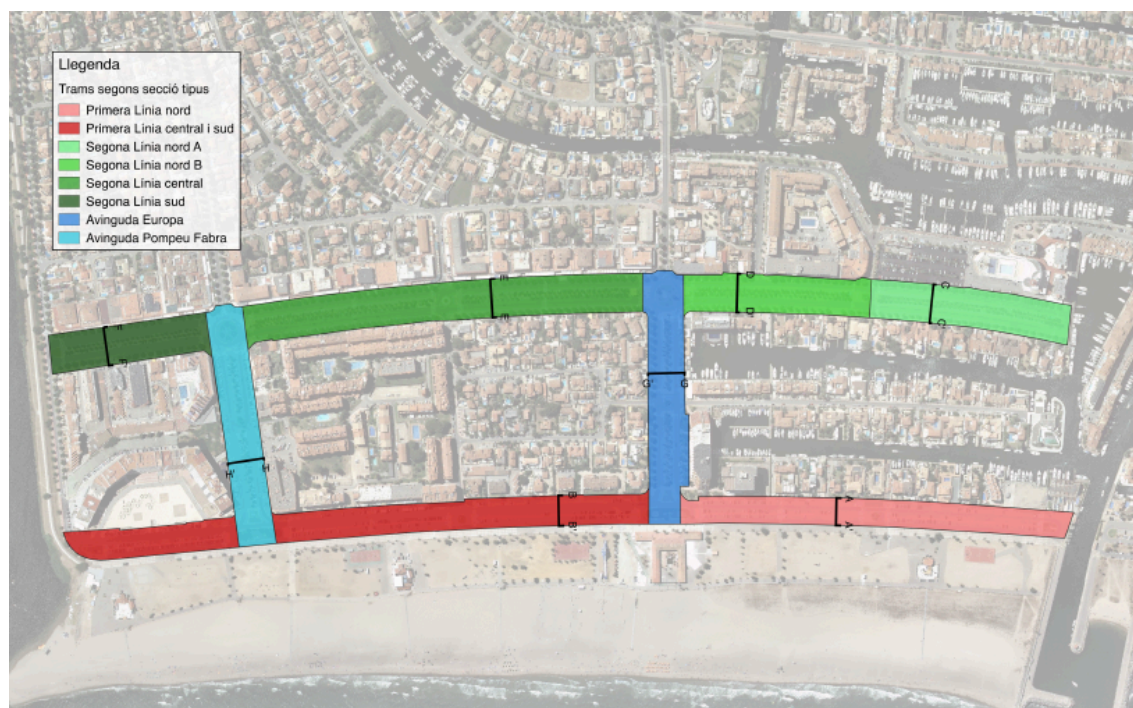 Llegenda
Trams segons secció tipus
Primera Línia nord
Primera Línia central i sud
Segona Línia nord A
Segona Línia nord B
Segona Línia central
Segona Línia sud
Avinguda Europa
Avinguda Pompeu Fabra
D
C
E
F
D'
C'
E
F'
G'
G
H
H'
B
A
B'
A'